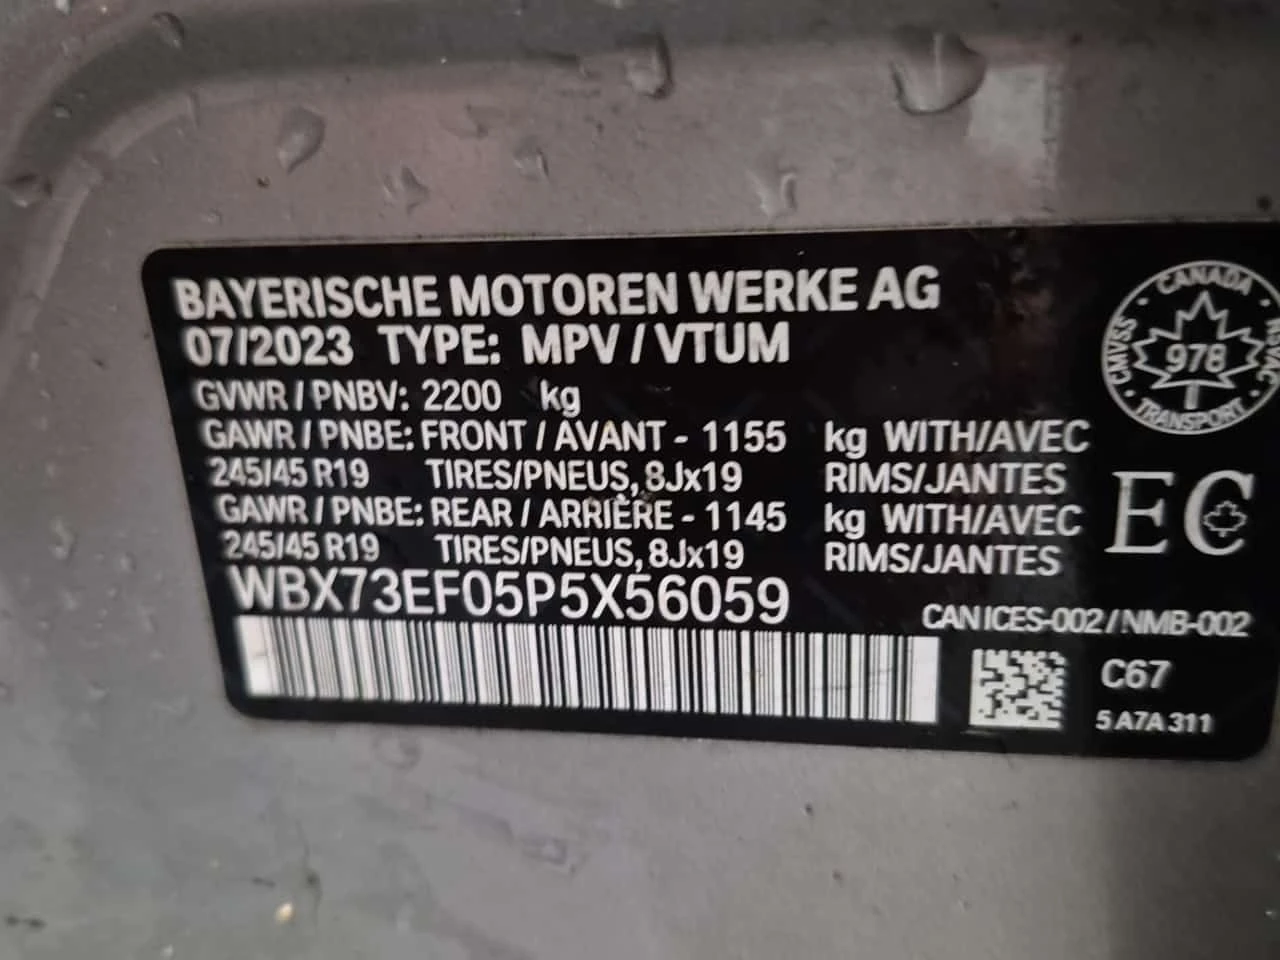 BAYERISCHE MOTOREN WERKE AG
07/2023 TYPE: MPV / VTUM
GVWR / PNBV: 2200 kg
GAWR / PNBE: FRONT / AVANT - 1155 kg WITH/AVEC
245/45 R19 TIRES/PNEUS, 8Jx19 RIMS/JANTES
GAWR / PNBE: REAR / ARRIÈRE - 1145 kg WITH/AVEC
245/45 R19 TIRES/PNEUS, 8Jx19 RIMS/JANTES
WBX73EF05P5X56059
CANADA
CMVSS 978 NSVAC
TRANSPORT
EC
CAN ICES-002 / NMB-002
C67
5 A7A 311